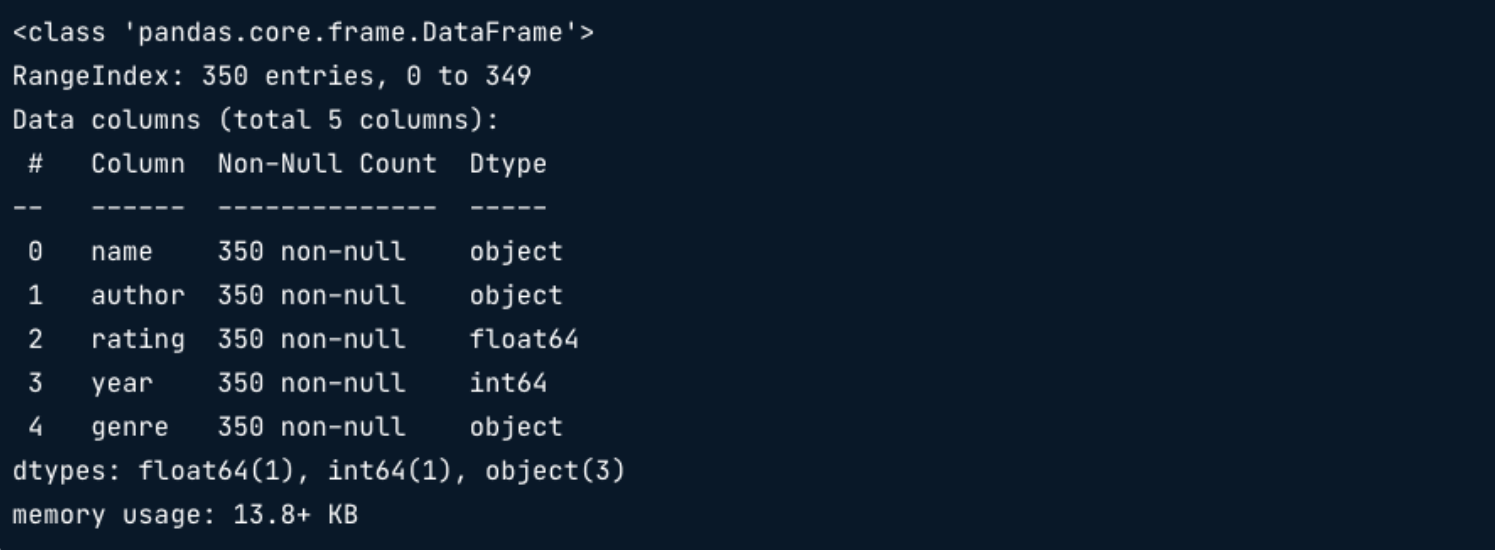 <class 'pandas.core.frame.DataFrame'>
RangeIndex: 350 entries, 0 to 349
Data columns (total 5 columns):
 #   Column  Non-Null Count  Dtype
--   ------  --------------  -----
 0   name    350 non-null    object
 1   author  350 non-null    object
 2   rating  350 non-null    float64
 3   year    350 non-null    int64
 4   genre   350 non-null    object
dtypes: float64(1), int64(1), object(3)
memory usage: 13.8+ KB